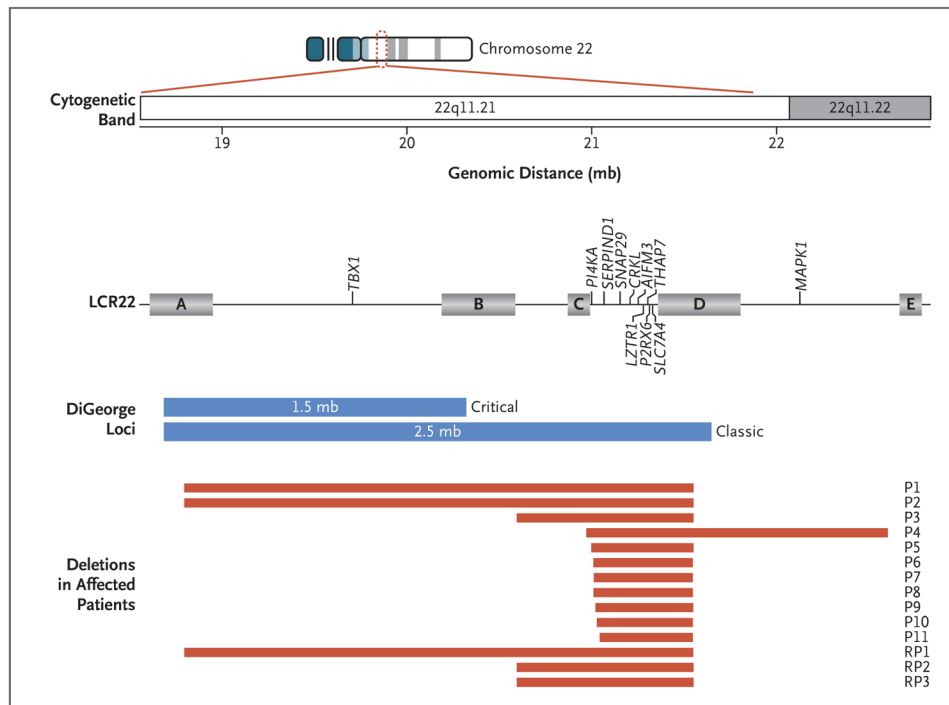 Chromosome 22
Cytogenetic
Band
22q11.21
22q11.22
19
20
21
22
Genomic Distance (mb)
TBX1
PI4KA
SERPIND1
SNAP29
CRKL
AIFM3
THAP7
MAPK1
LCR22
A
B
C
D
E
LZTR1
P2RX6
SLC7A4
DiGeorge
Loci
1.5 mb
Critical
2.5 mb
Classic
Deletions
in Affected
Patients
P1
P2
P3
P4
P5
P6
P7
P8
P9
P10
P11
RP1
RP2
RP3